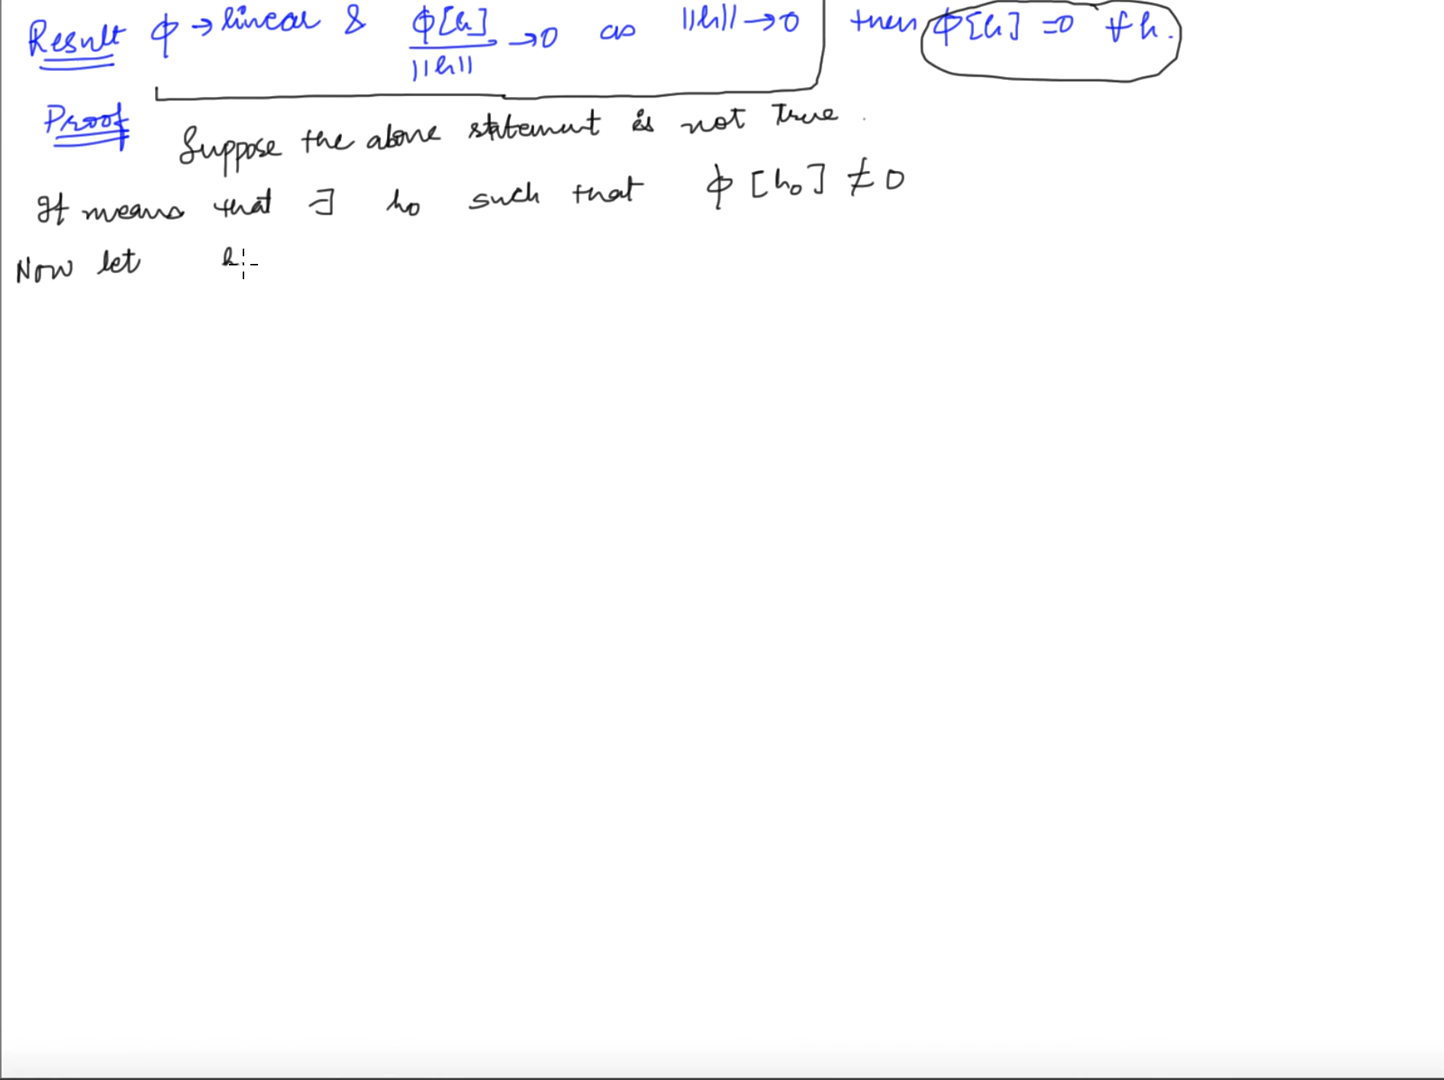 Result φ → linear & φ[h]/||h|| → 0 as ||h|| → 0 then φ[h] = 0 ∀ h.
Proof Suppose the above statement is not true.
It means that ∃ h₀ such that φ[h₀] ≠ 0
Now let h